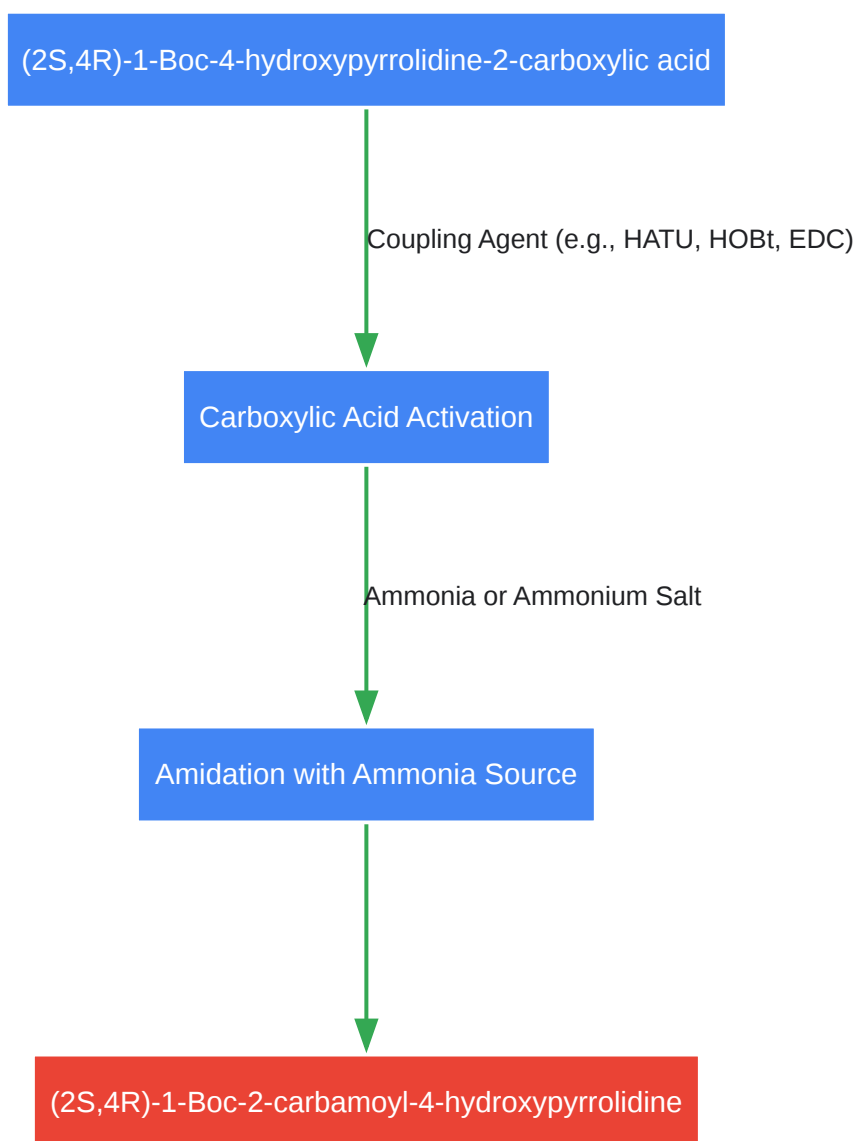 (2S,4R)-1-Boc-4-hydroxypyrrolidine-2-carboxylic acid
Coupling Agent (e.g., HATU, HOBt, EDC)
Carboxylic Acid Activation
Ammonia or Ammonium Salt
Amidation with Ammonia Source
(2S,4R)-1-Boc-2-carbamoyl-4-hydroxypyrrolidine